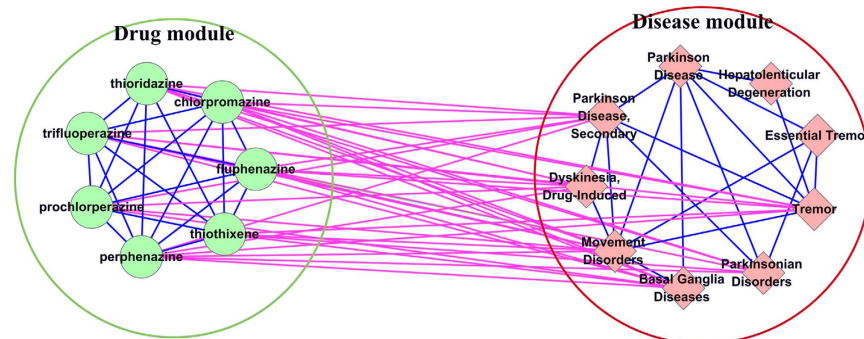 Drug module
thioridazine
chlorpromazine
trifluoperazine
fluphenazine
prochlorperazine
thiothixene
perphenazine
Disease module
Parkinson
Disease
Hepatolenticular
Degeneration
Parkinson
Disease,
Secondary
Essential Tremor
Dyskinesia,
Drug-Induced
Tremor
Movement
Disorders
Parkinsonian
Disorders
Basal Ganglia
Diseases